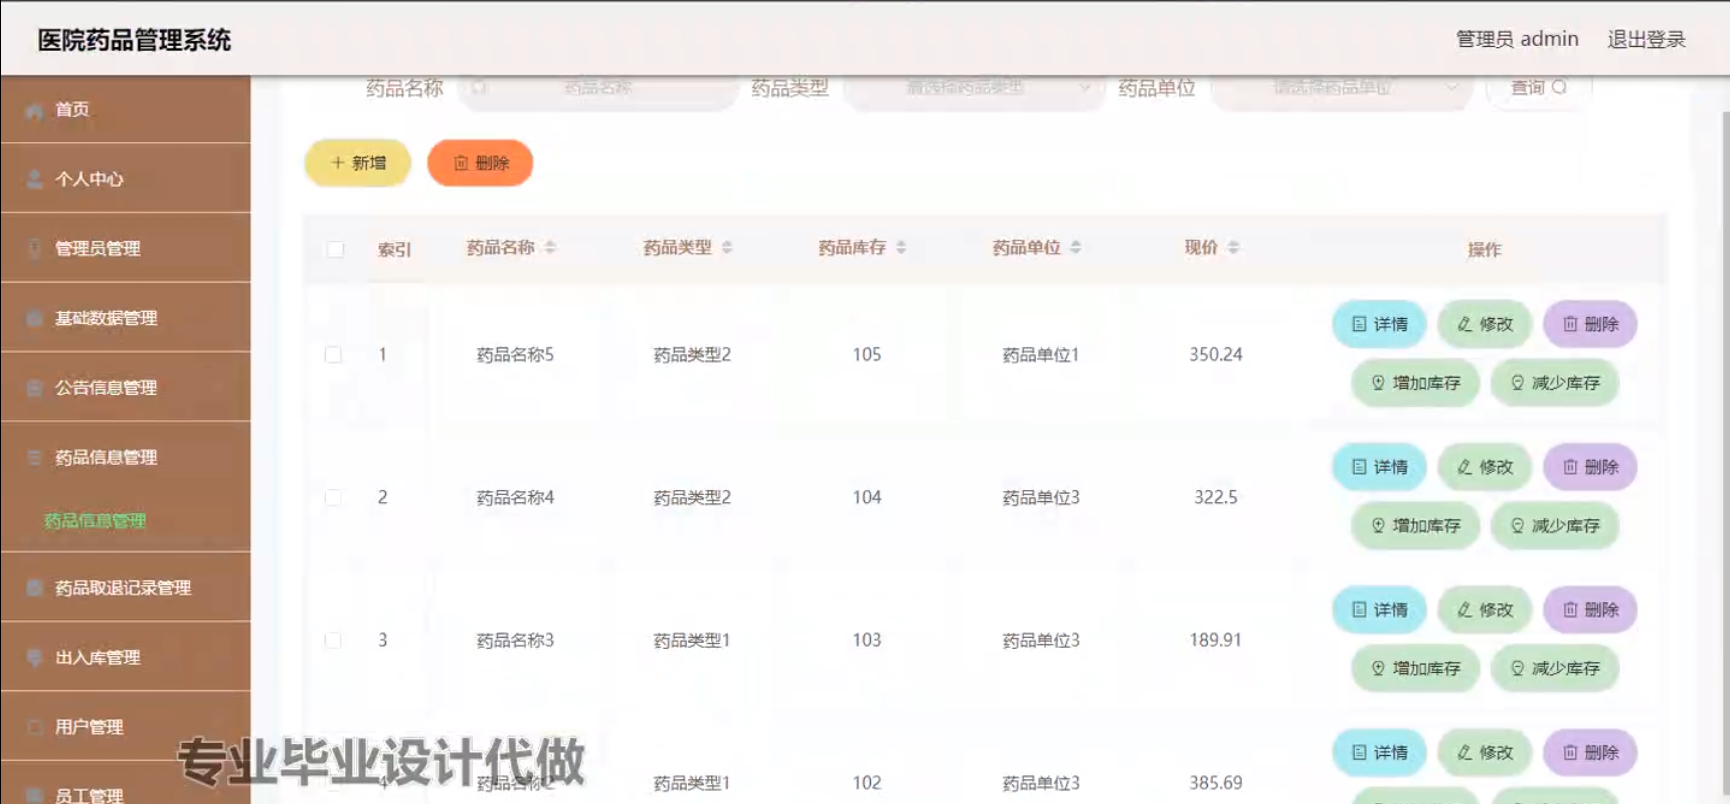 医院药品管理系统 管理员 admin 退出登录
药品名称 药品名称 药品类型 请选择药品类型 药品单位 请选择药品单位 查询
首页
个人中心
管理员管理
基础数据管理
公告信息管理
药品信息管理
药品信息管理
药品取退记录管理
出入库管理
用户管理
员工管理
+ 新增 删除
索引 药品名称 药品类型 药品库存 药品单位 现价 操作
1 药品名称5 药品类型2 105 药品单位1 350.24 详情 修改 删除
增加库存 减少库存
2 药品名称4 药品类型2 104 药品单位3 322.5 详情 修改 删除
增加库存 减少库存
3 药品名称3 药品类型1 103 药品单位3 189.91 详情 修改 删除
增加库存 减少库存
4 药品名称2 药品类型1 102 药品单位3 385.69 详情 修改 删除
专业毕业设计代做